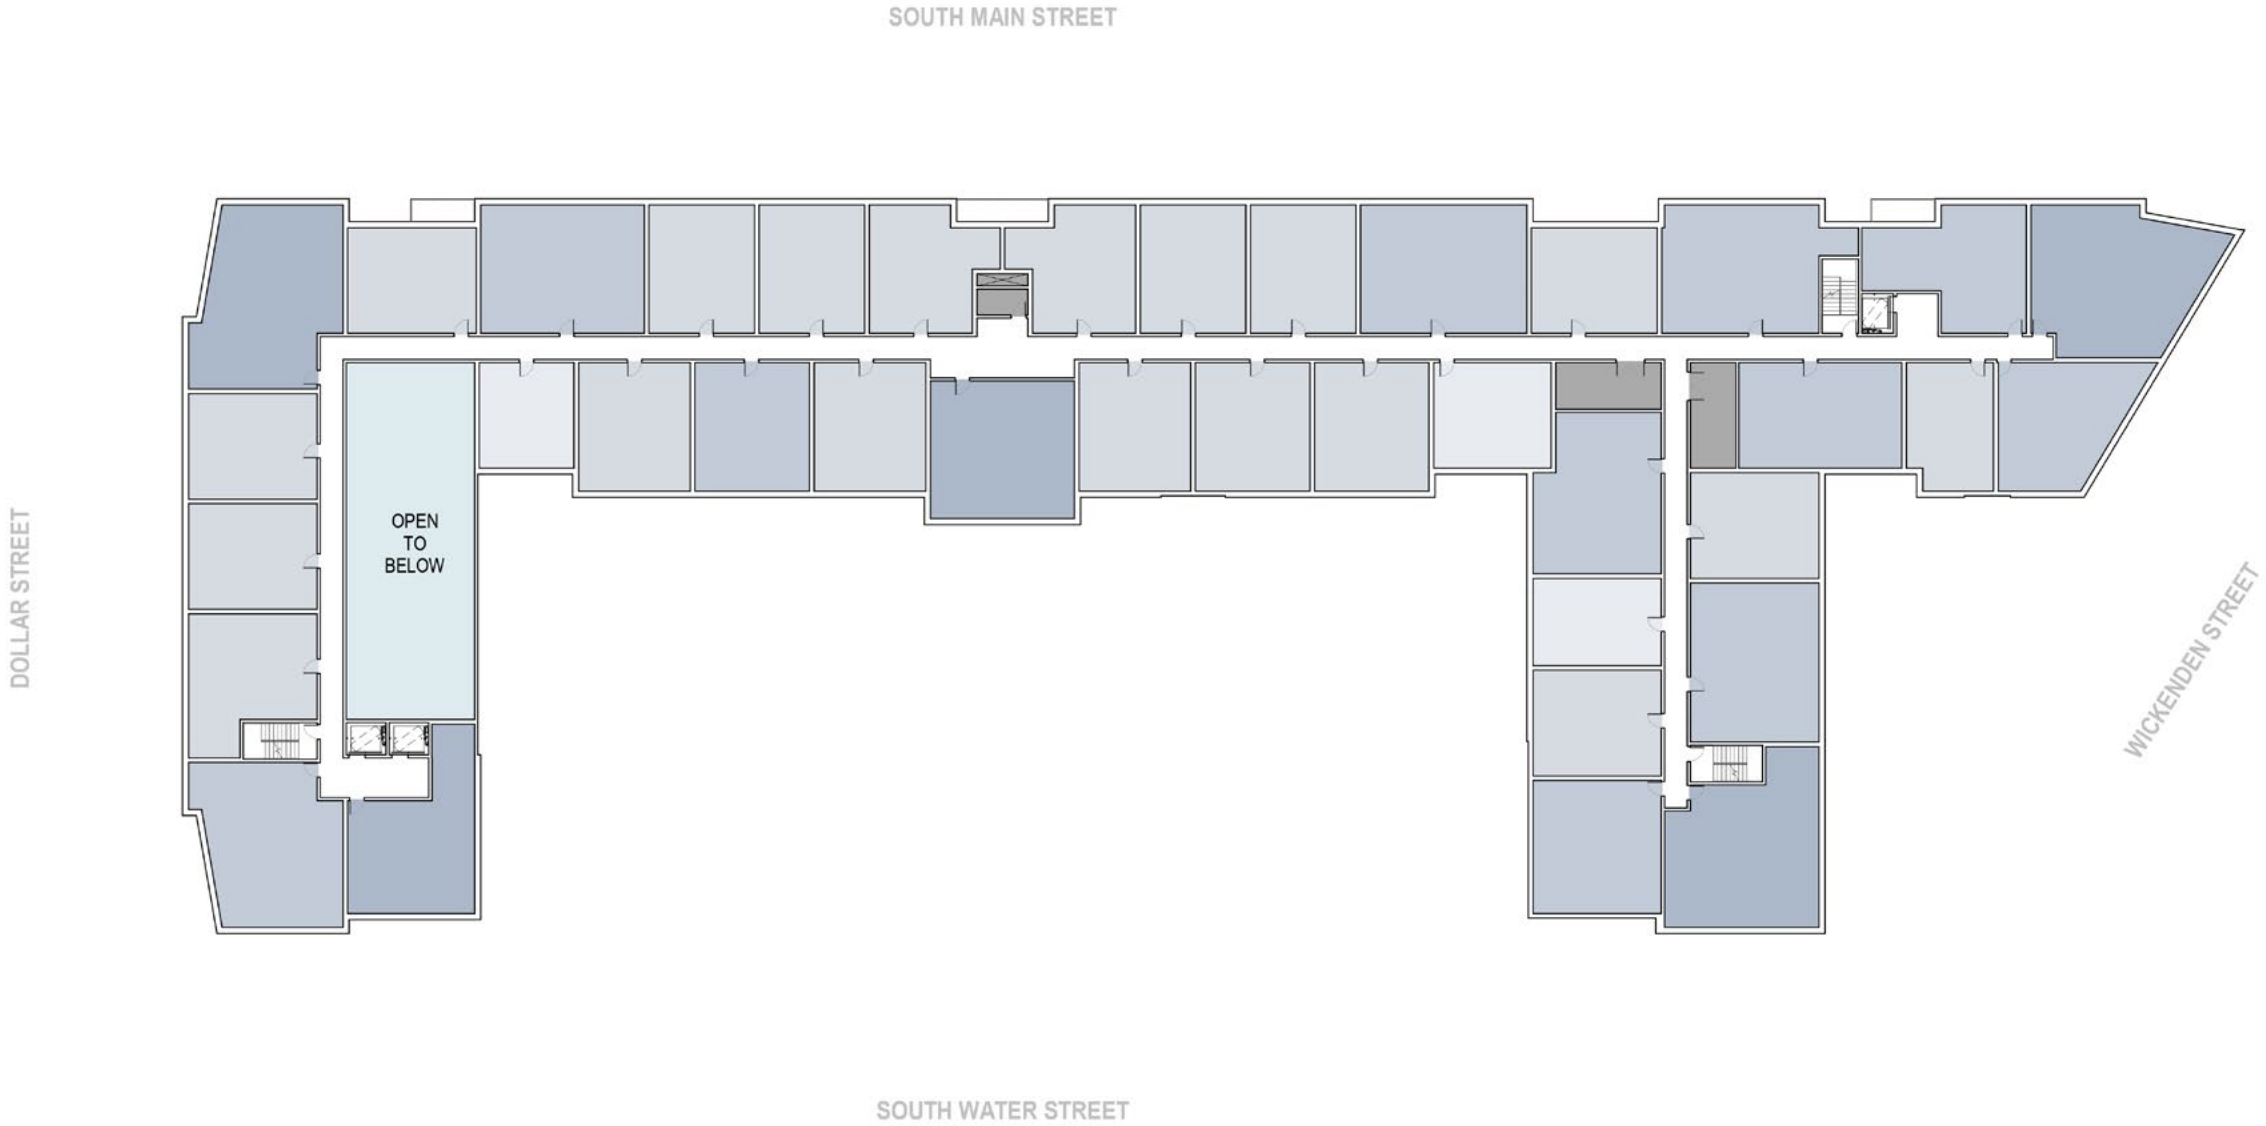 SOUTH MAIN STREET
OPEN
TO
BELOW
DOLLAR STREET
WICKENDEN STREET
SOUTH WATER STREET